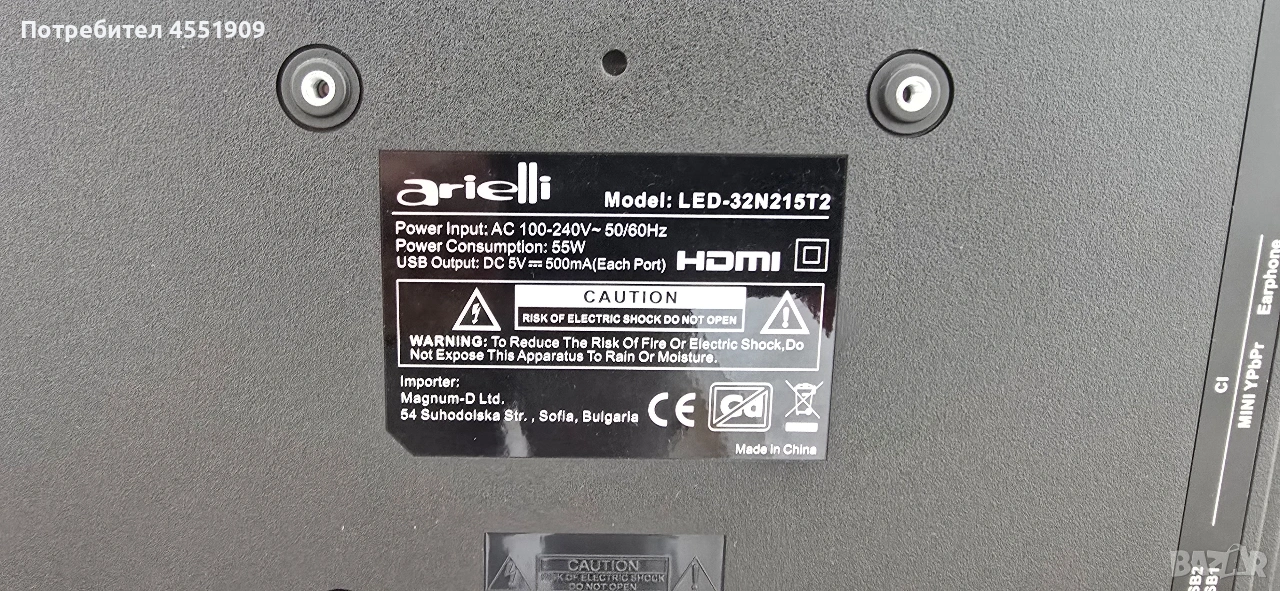 Потребител 4551909
arielli
Model: LED-32N215T2
Power Input: AC 100-240V~ 50/60Hz
Power Consumption: 55W
USB Output: DC 5V⎓500mA(Each Port)
HDMI
CAUTION
RISK OF ELECTRIC SHOCK DO NOT OPEN
WARNING: To Reduce The Risk Of Fire Or Electric Shock,Do
Not Expose This Apparatus To Rain Or Moisture.
Importer:
Magnum-D Ltd.
54 Suhodolska Str. , Sofia, Bulgaria
CE
Cd
Made in China
CAUTION
RISK OF ELECTRIC SHOCK
DO NOT OPEN
Earphone
MINI YPbPr
CI
SB2
SB1
BAZAR